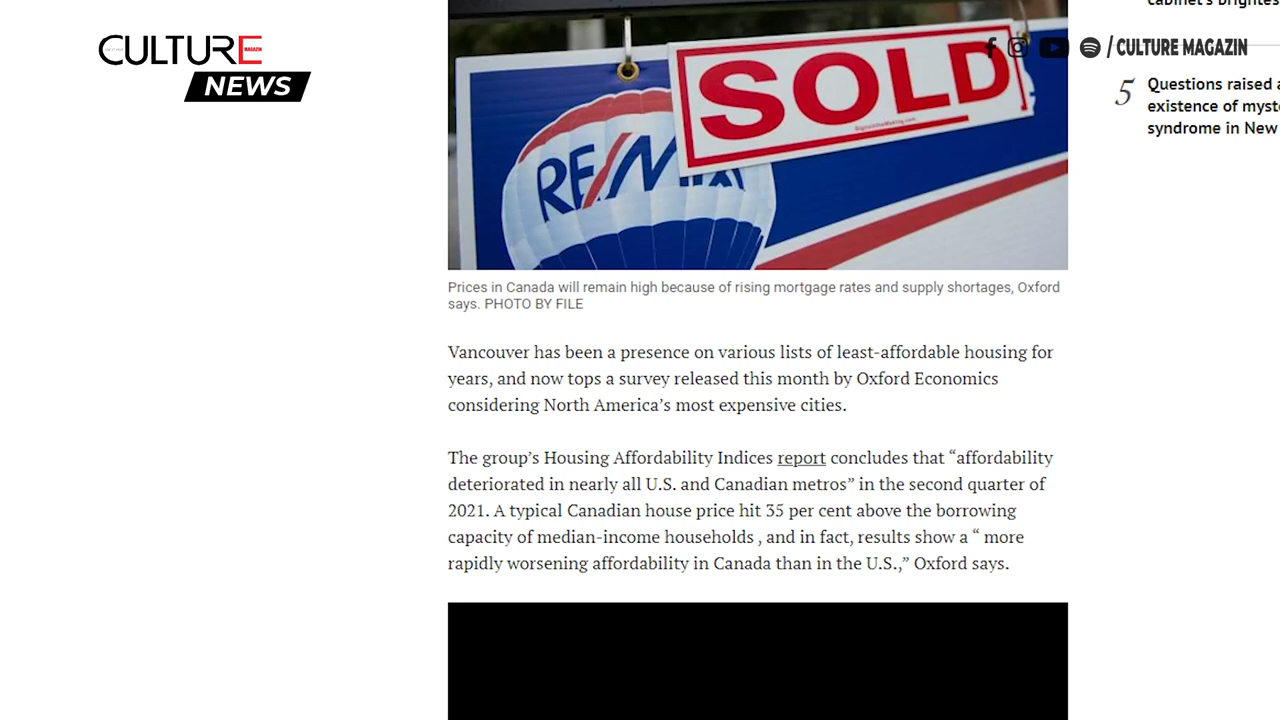 CULTURE
MAGAZIN
NEWS
SOLD
RE/MAX
/ CULTURE MAGAZIN
5
Questions raised
existence of
syndrome in New
Prices in Canada will remain high because of rising mortgage rates and supply shortages, Oxford
says. PHOTO BY FILE
Vancouver has been a presence on various lists of least-affordable housing for
years, and now tops a survey released this month by Oxford Economics
considering North America’s most expensive cities.
The group’s Housing Affordability Indices report concludes that “affordability
deteriorated in nearly all U.S. and Canadian metros” in the second quarter of
2021. A typical Canadian house price hit 35 per cent above the borrowing
capacity of median-income households , and in fact, results show a “ more
rapidly worsening affordability in Canada than in the U.S.,” Oxford says.